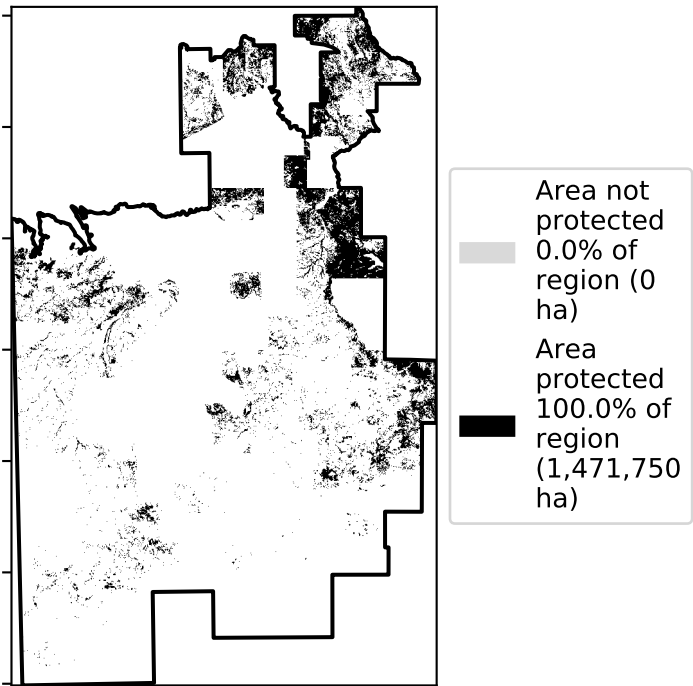 Area not
protected
0.0% of
region (0
ha)
Area
protected
100.0% of
region
(1,471,750
ha)